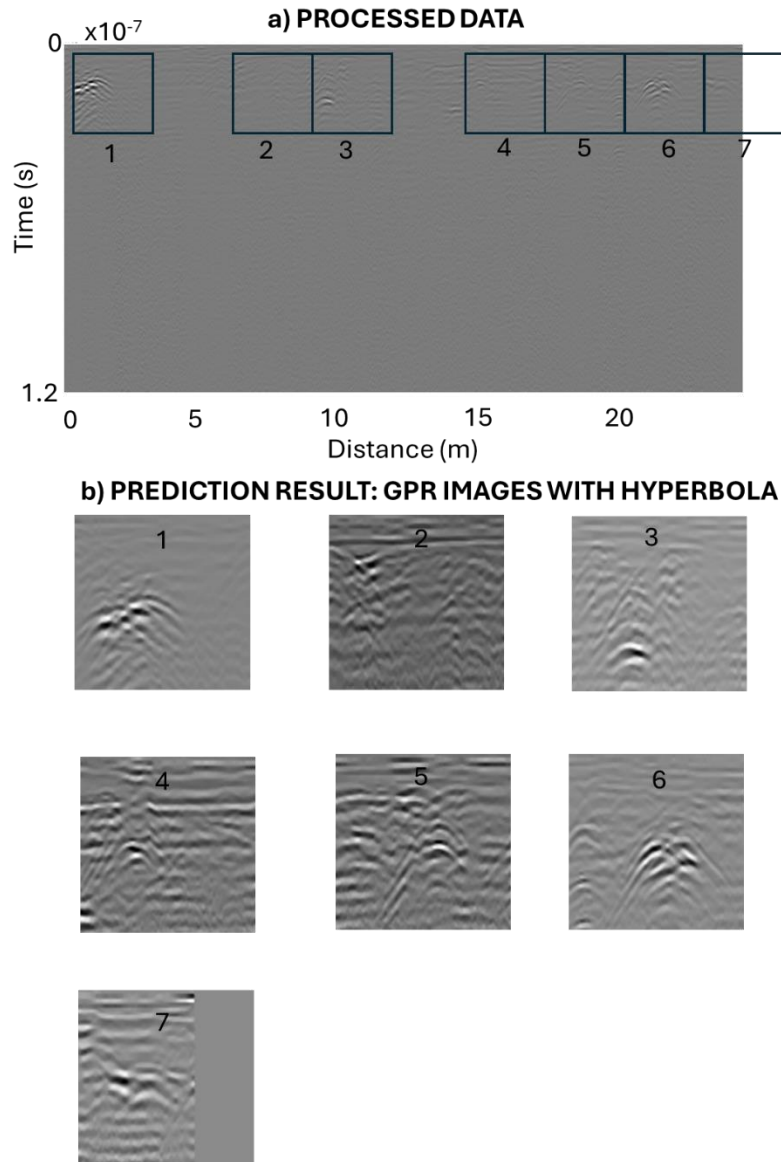 a) PROCESSED DATA
0 x10-7
1 2 3 4 5 6 7
Time (s)
1.2
0 5 10 15 20
Distance (m)
b) PREDICTION RESULT: GPR IMAGES WITH HYPERBOLA
1 2 3
4 5 6
7